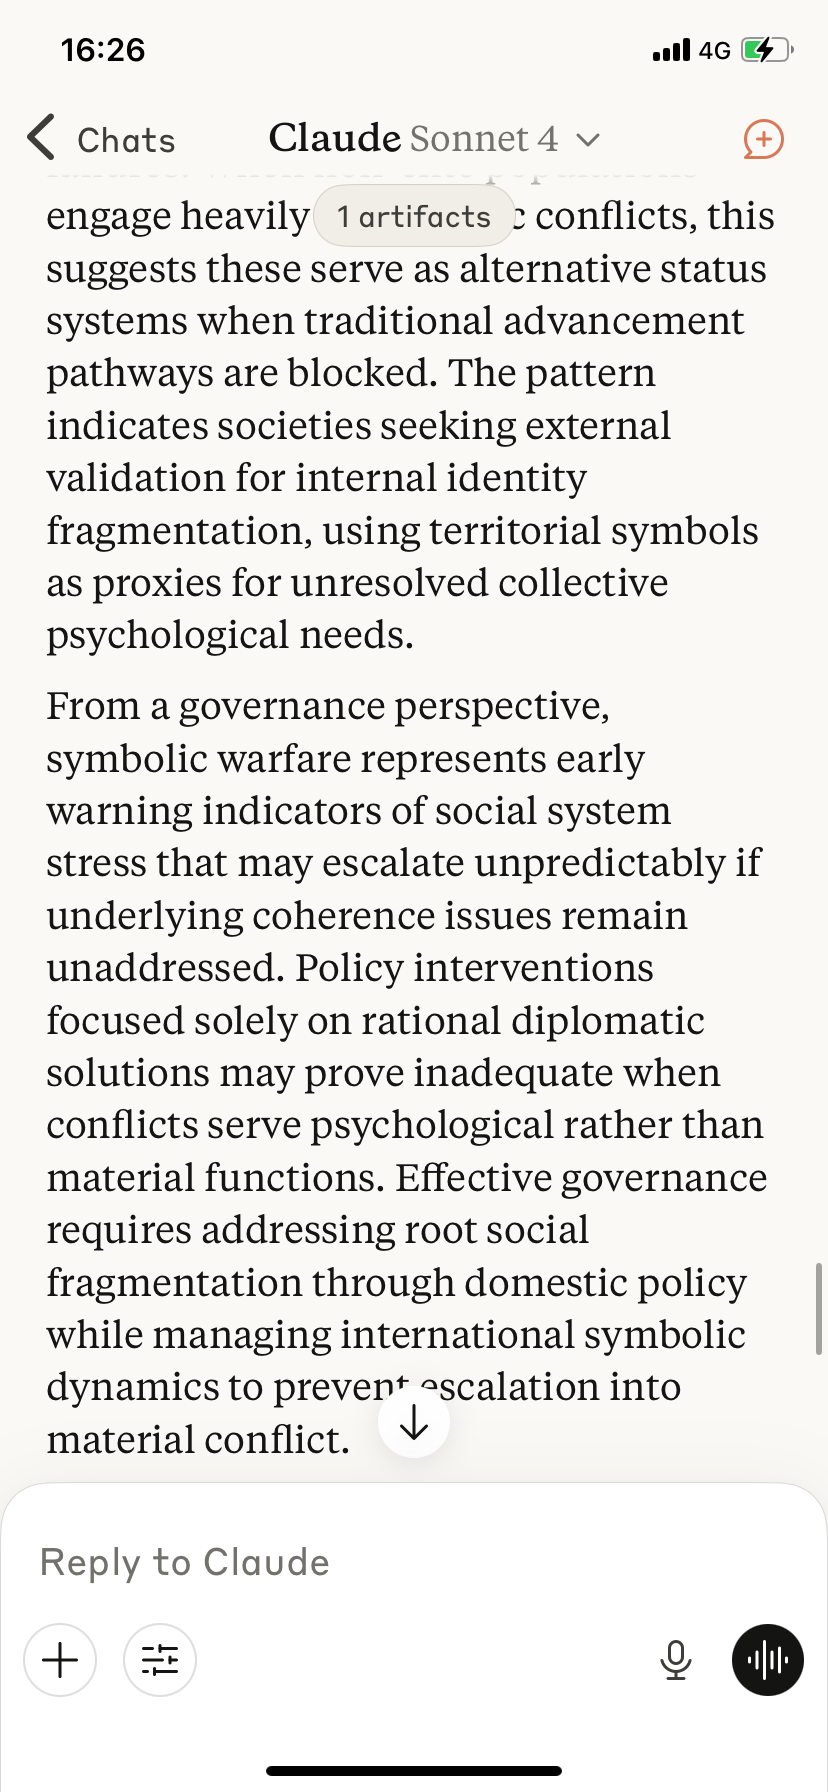 16:26
4G
Chats
Claude Sonnet 4
engage heavily
1 artifacts
c conflicts, this
suggests these serve as alternative status
systems when traditional advancement
pathways are blocked. The pattern
indicates societies seeking external
validation for internal identity
fragmentation, using territorial symbols
as proxies for unresolved collective
psychological needs.
From a governance perspective,
symbolic warfare represents early
warning indicators of social system
stress that may escalate unpredictably if
underlying coherence issues remain
unaddressed. Policy interventions
focused solely on rational diplomatic
solutions may prove inadequate when
conflicts serve psychological rather than
material functions. Effective governance
requires addressing root social
fragmentation through domestic policy
while managing international symbolic
dynamics to prevent escalation into
material conflict.
Reply to Claude